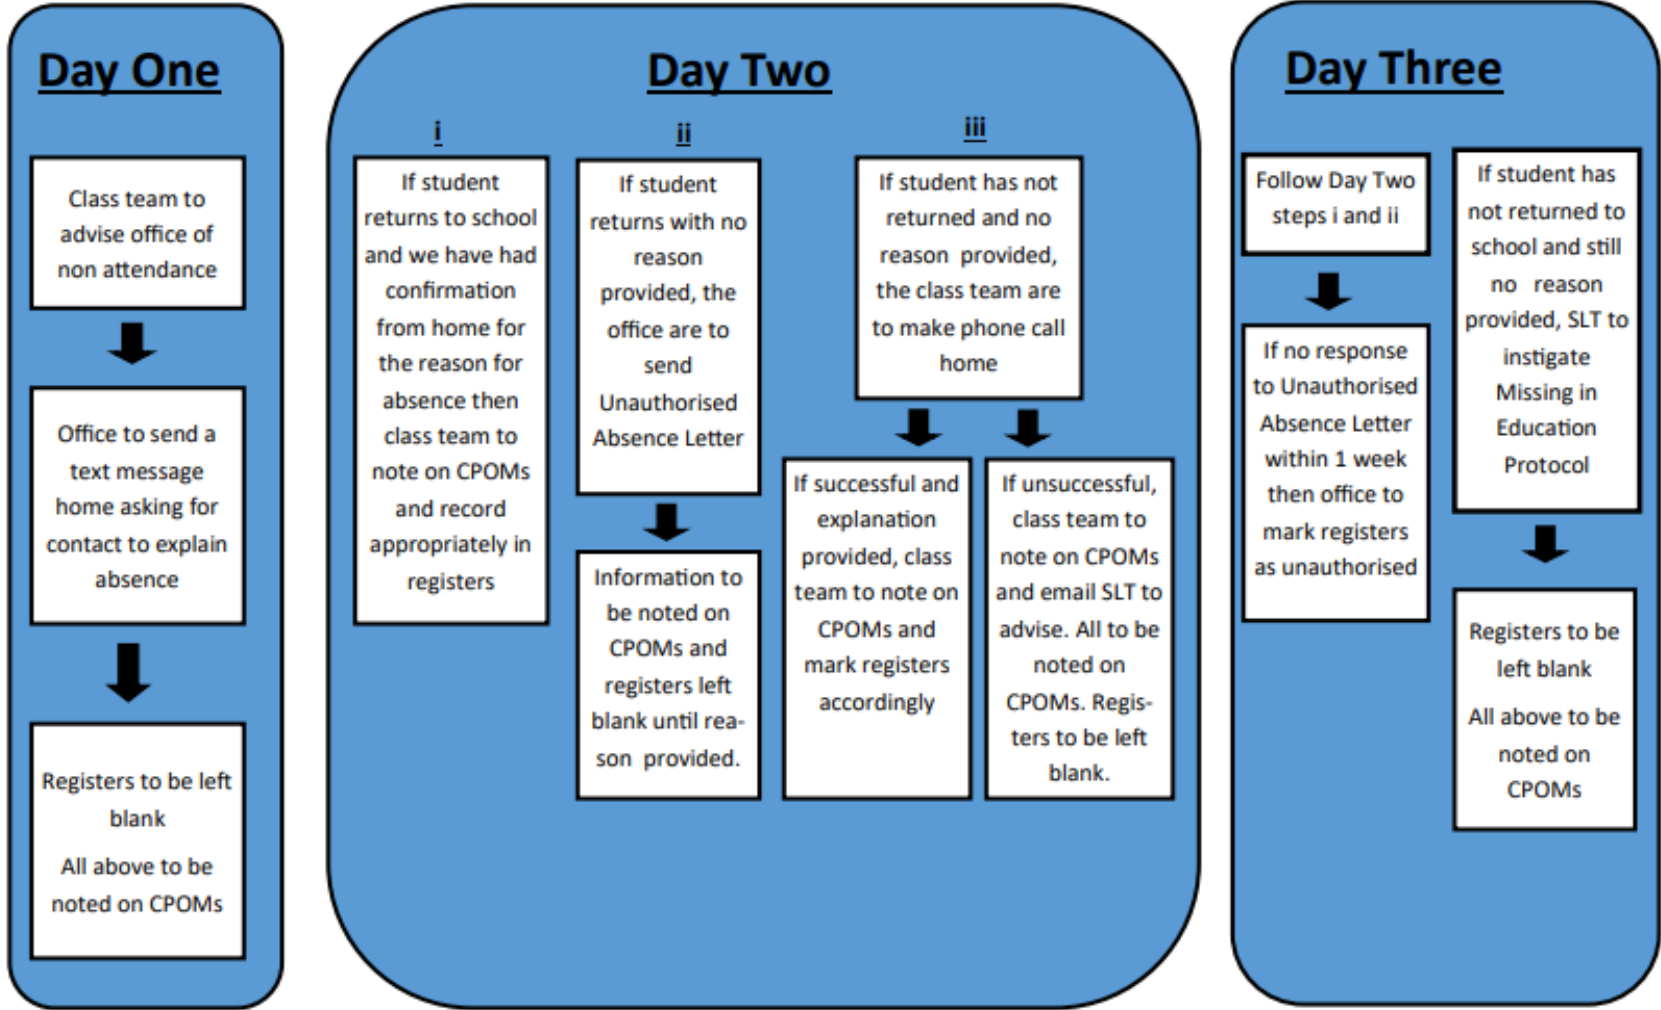 Day One
Class team to
advise office of
non attendance
Office to send a
text message
home asking for
contact to explain
absence
Registers to be left
blank
All above to be
noted on CPOMs
Day Two
i
If student
returns to school
and we have had
confirmation
from home for
the reason for
absence then
class team to
note on CPOMs
and record
appropriately in
registers
ii
If student
returns with no
reason
provided, the
office are to
send
Unauthorised
Absence Letter
Information to
be noted on
CPOMs and
registers left
blank until rea-
son provided.
iii
If student has not
returned and no
reason provided,
the class team are
to make phone call
home
If successful and
explanation
provided, class
team to note on
CPOMs and
mark registers
accordingly
If unsuccessful,
class team to
note on CPOMs
and email SLT to
advise. All to be
noted on
CPOMs. Regis-
ters to be left
blank.
Day Three
Follow Day Two
steps i and ii
If no response
to Unauthorised
Absence Letter
within 1 week
then office to
mark registers
as unauthorised
If student has
not returned to
school and still
no reason
provided, SLT to
instigate
Missing in
Education
Protocol
Registers to be
left blank
All above to be
noted on
CPOMs